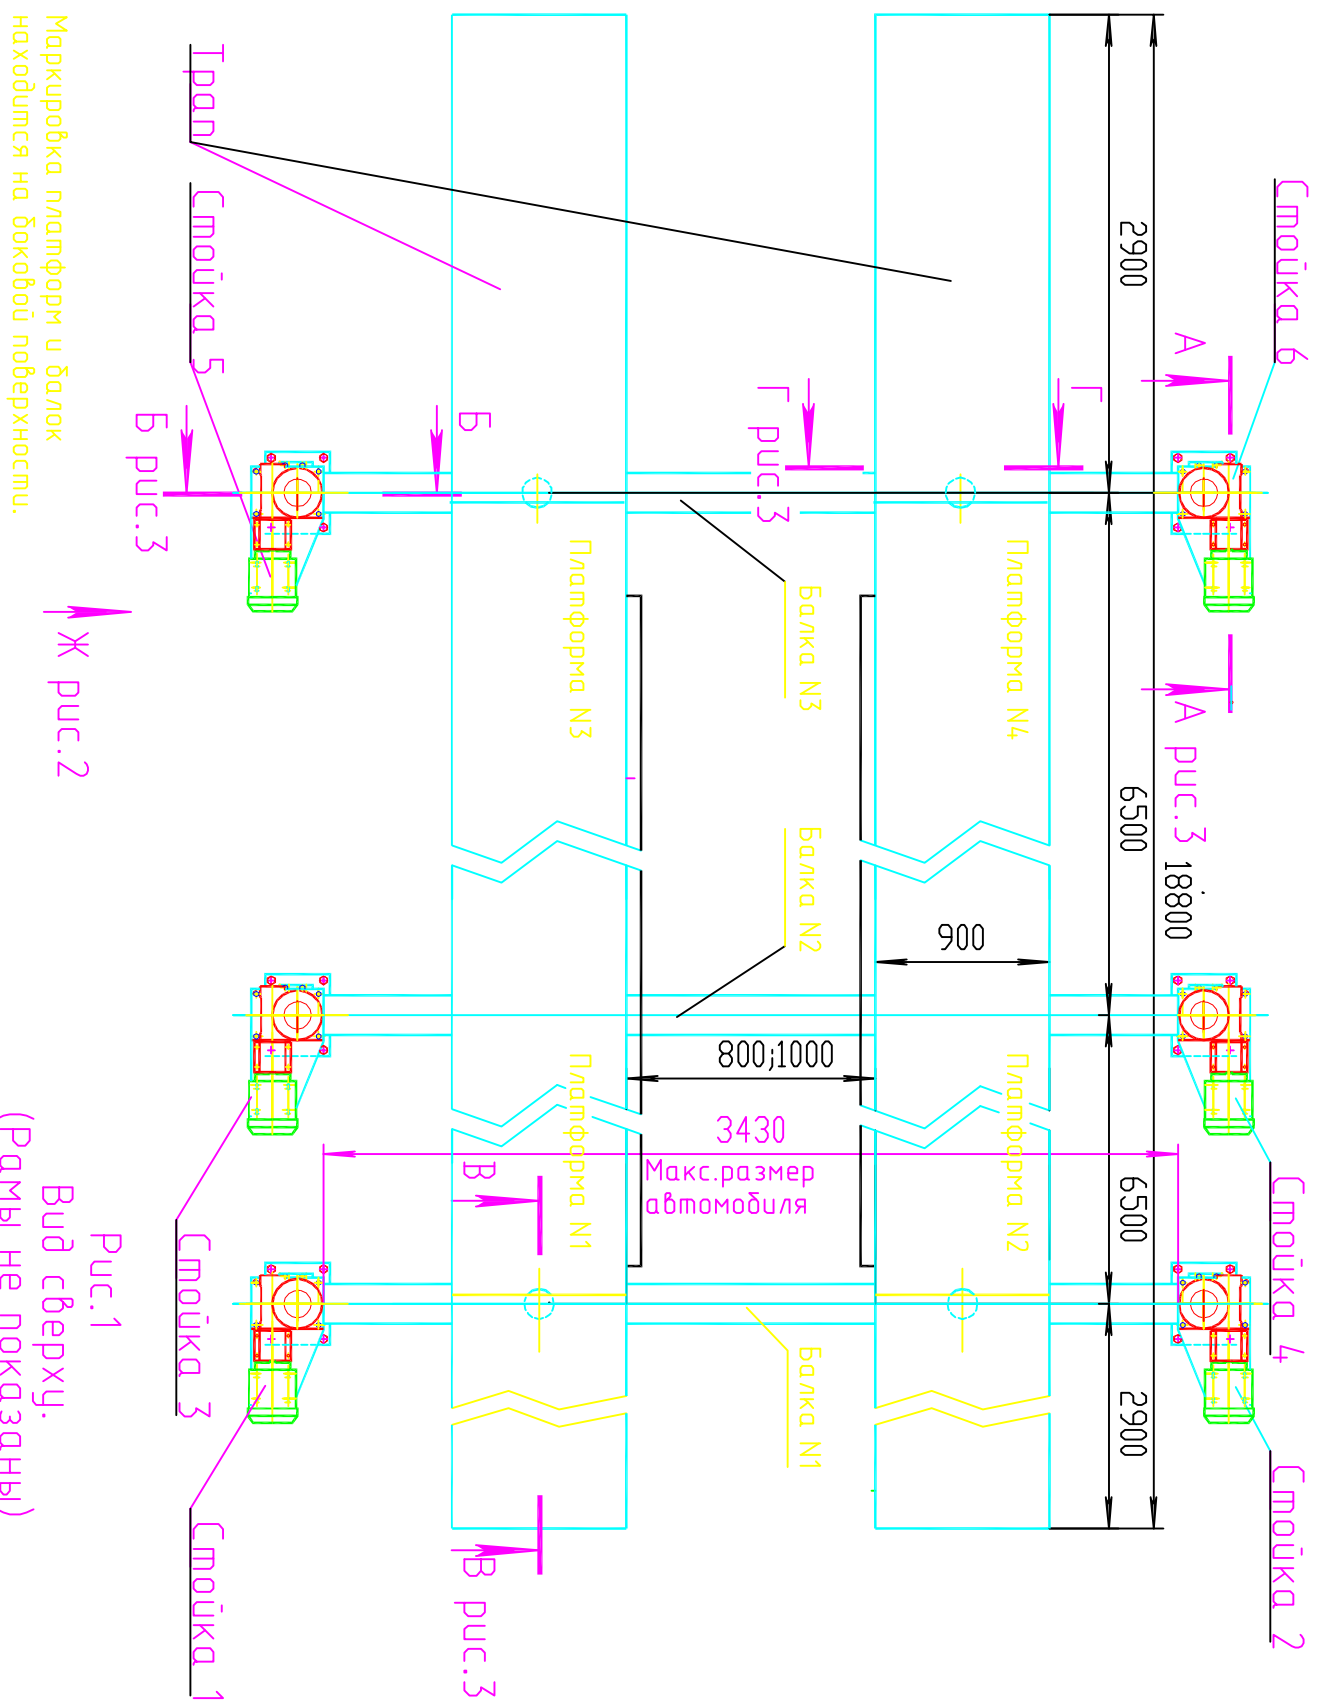 Стойка 6
Стойка 4
Стойка 2
А
А рис.3
18800
2900
6500
6500
2900
Г
Г рис.3
Платформа N4
Платформа N2
900
Балка N3
Балка N2
Балка N1
800;1000
3430
Макс.размер
автомобиля
Платформа N3
Платформа N1
Б
Б рис.3
В
В рис.3
Трап
Стойка 5
Стойка 3
Стойка 1
Ж рис.2
Рис.1
Вид сверху.
(Рамы не показаны)
Маркировка платформ и балок
находится на боковой поверхности.